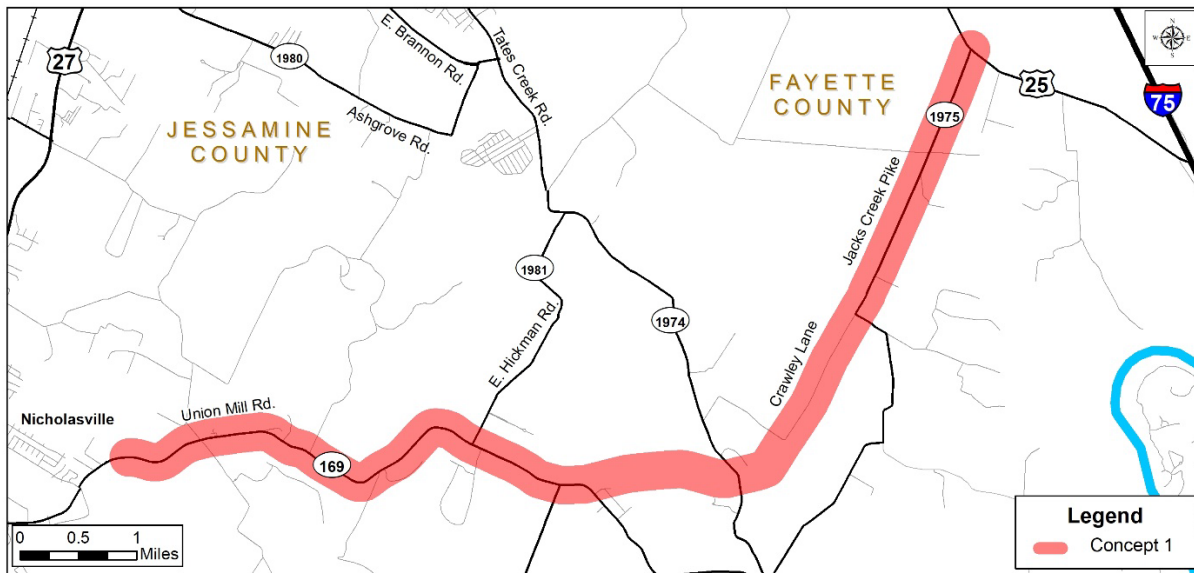 N
W E
S
27
1980
E. Brannon Rd.
Tates Creek Rd.
Ashgrove Rd.
JESSAMINE
COUNTY
FAYETTE
COUNTY
25
75
1975
Jacks Creek Pike
1981
E. Hickman Rd.
1974
Crawley Lane
Union Mill Rd.
Nicholasville
169
0 0.5 1
Miles
Legend
Concept 1